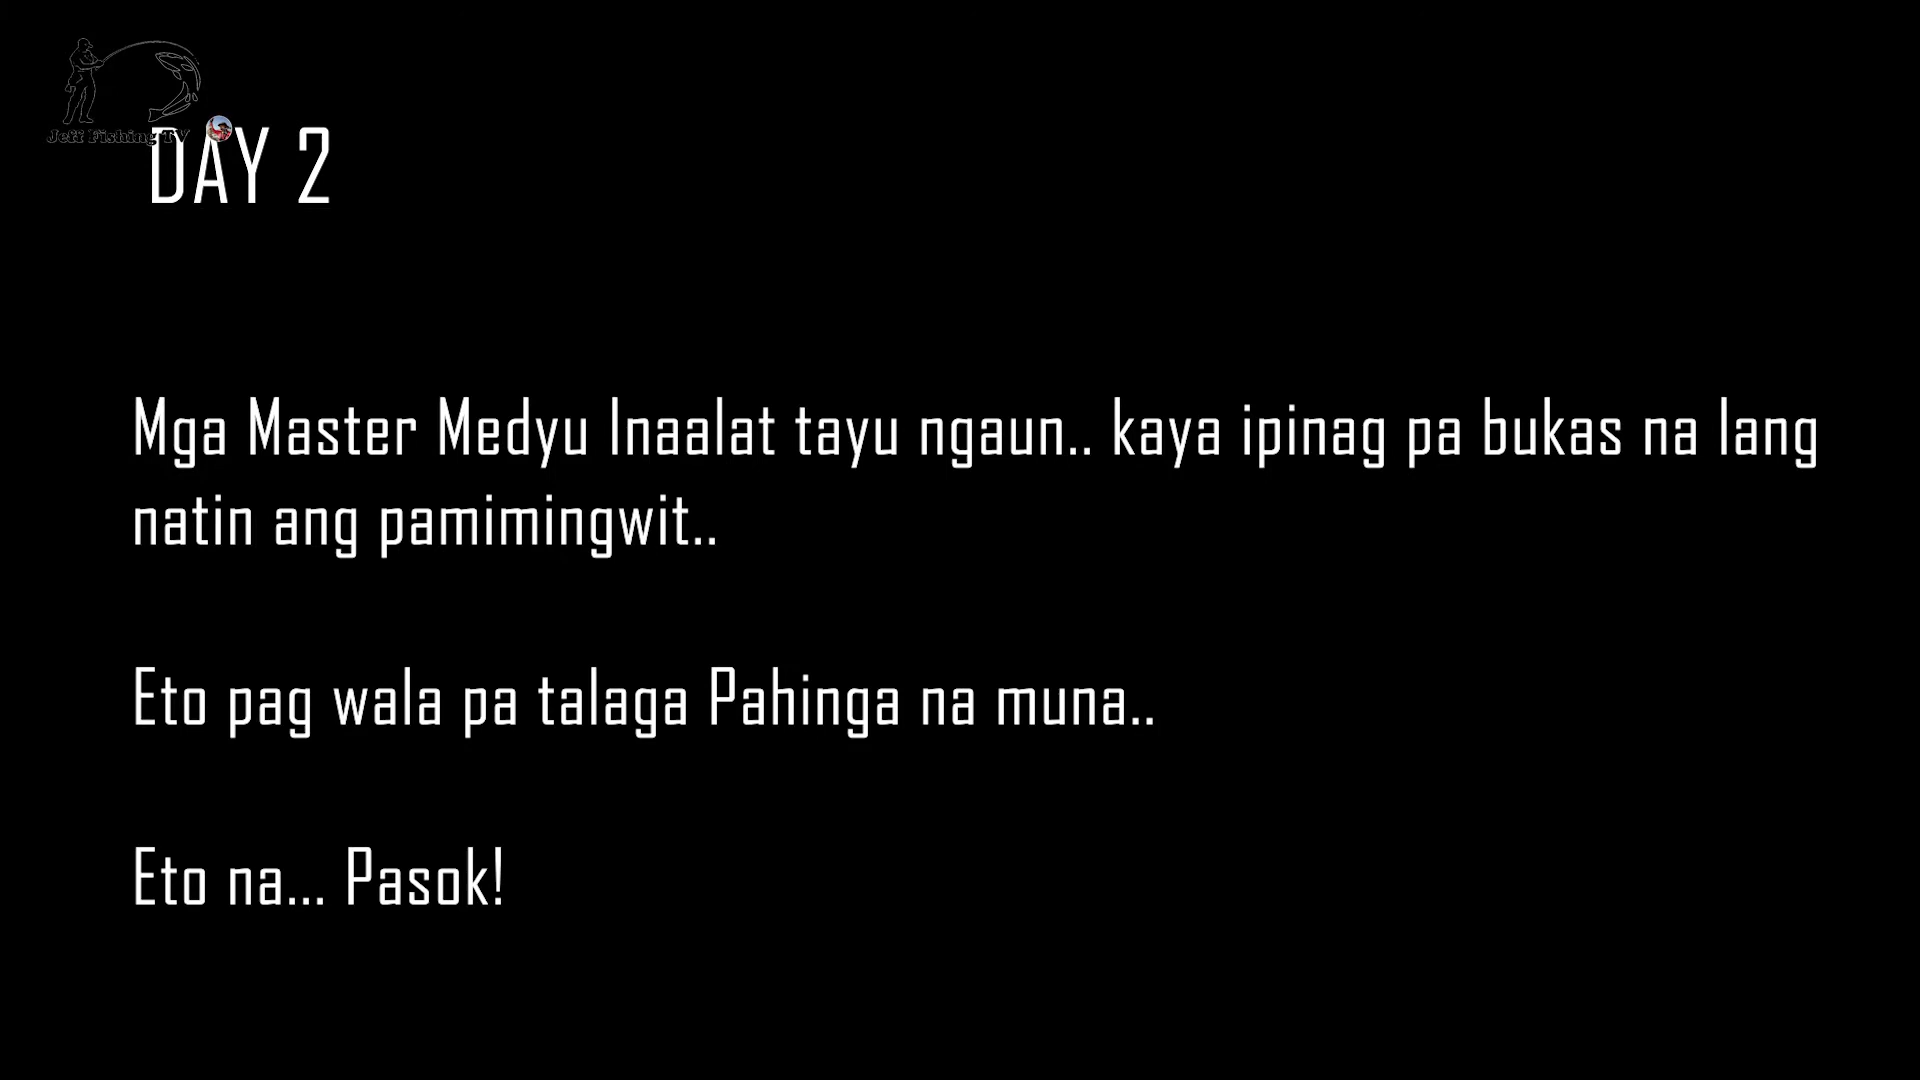 Jeff Fishing TV
DAY 2
Mga Master Medyu Inaalat tayu ngaun.. kaya ipinag pa bukas na lang
natin ang pamimingwit..
Eto pag wala pa talaga Pahinga na muna..
Eto na... Pasok!